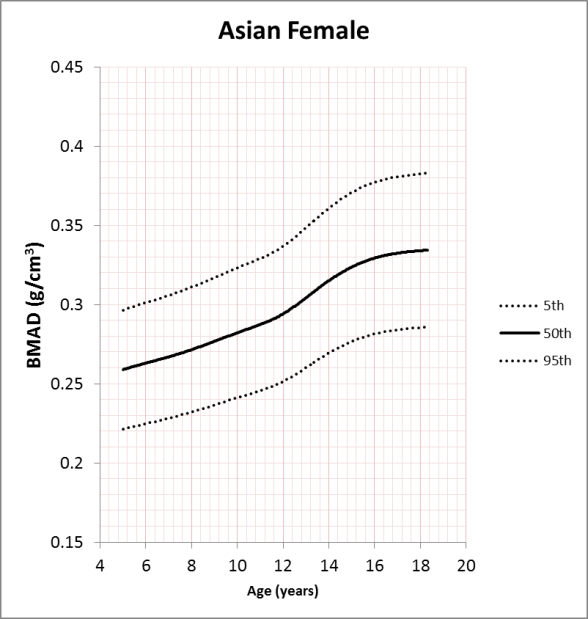 Asian Female
0.45
0.4
0.35
0.3
0.25
0.2
0.15
4 6 8 10 12 14 16 18 20
BMAD (g/cm³)
Age (years)
5th
50th
95th